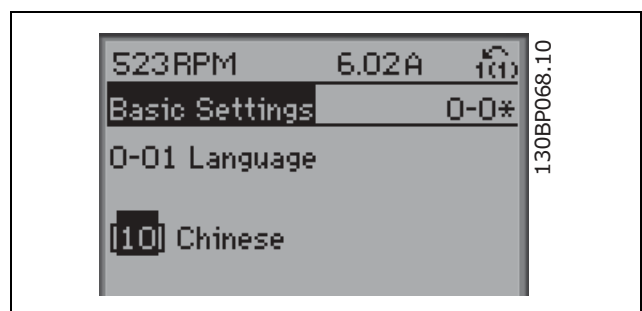 523RPM 6.02A 1(1)
Basic Settings 0-0*
0-01 Language
[10] Chinese
130BP068.10